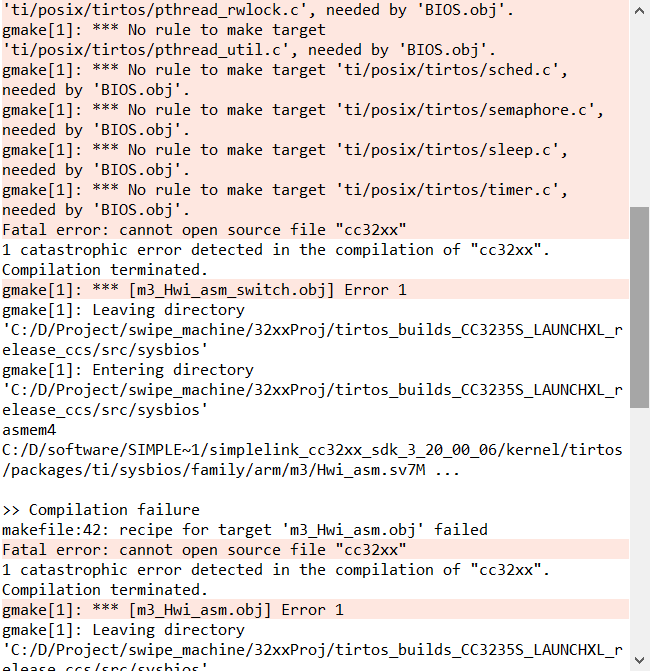 'ti/posix/tirtos/pthread_rwlock.c', needed by 'BIOS.obj'.
gmake[1]: *** No rule to make target
'ti/posix/tirtos/pthread_util.c', needed by 'BIOS.obj'.
gmake[1]: *** No rule to make target 'ti/posix/tirtos/sched.c',
needed by 'BIOS.obj'.
gmake[1]: *** No rule to make target 'ti/posix/tirtos/semaphore.c',
needed by 'BIOS.obj'.
gmake[1]: *** No rule to make target 'ti/posix/tirtos/sleep.c',
needed by 'BIOS.obj'.
gmake[1]: *** No rule to make target 'ti/posix/tirtos/timer.c',
needed by 'BIOS.obj'.
Fatal error: cannot open source file "cc32xx"
1 catastrophic error detected in the compilation of "cc32xx".
Compilation terminated.
gmake[1]: *** [m3_Hwi_asm_switch.obj] Error 1
gmake[1]: Leaving directory
'C:/D/Project/swipe_machine/32xxProj/tirtos_builds_CC3235S_LAUNCHXL_r
elease_ccs/src/sysbios'
gmake[1]: Entering directory
'C:/D/Project/swipe_machine/32xxProj/tirtos_builds_CC3235S_LAUNCHXL_r
elease_ccs/src/sysbios'
asmem4
C:/D/software/SIMPLE~1/simplelink_cc32xx_sdk_3_20_00_06/kernel/tirtos
/packages/ti/sysbios/family/arm/m3/Hwi_asm.sv7M ...
>> Compilation failure
makefile:42: recipe for target 'm3_Hwi_asm.obj' failed
Fatal error: cannot open source file "cc32xx"
1 catastrophic error detected in the compilation of "cc32xx".
Compilation terminated.
gmake[1]: *** [m3_Hwi_asm.obj] Error 1
gmake[1]: Leaving directory
'C:/D/Project/swipe_machine/32xxProj/tirtos_builds_CC3235S_LAUNCHXL_r
elease_ccs/src/sysbios'